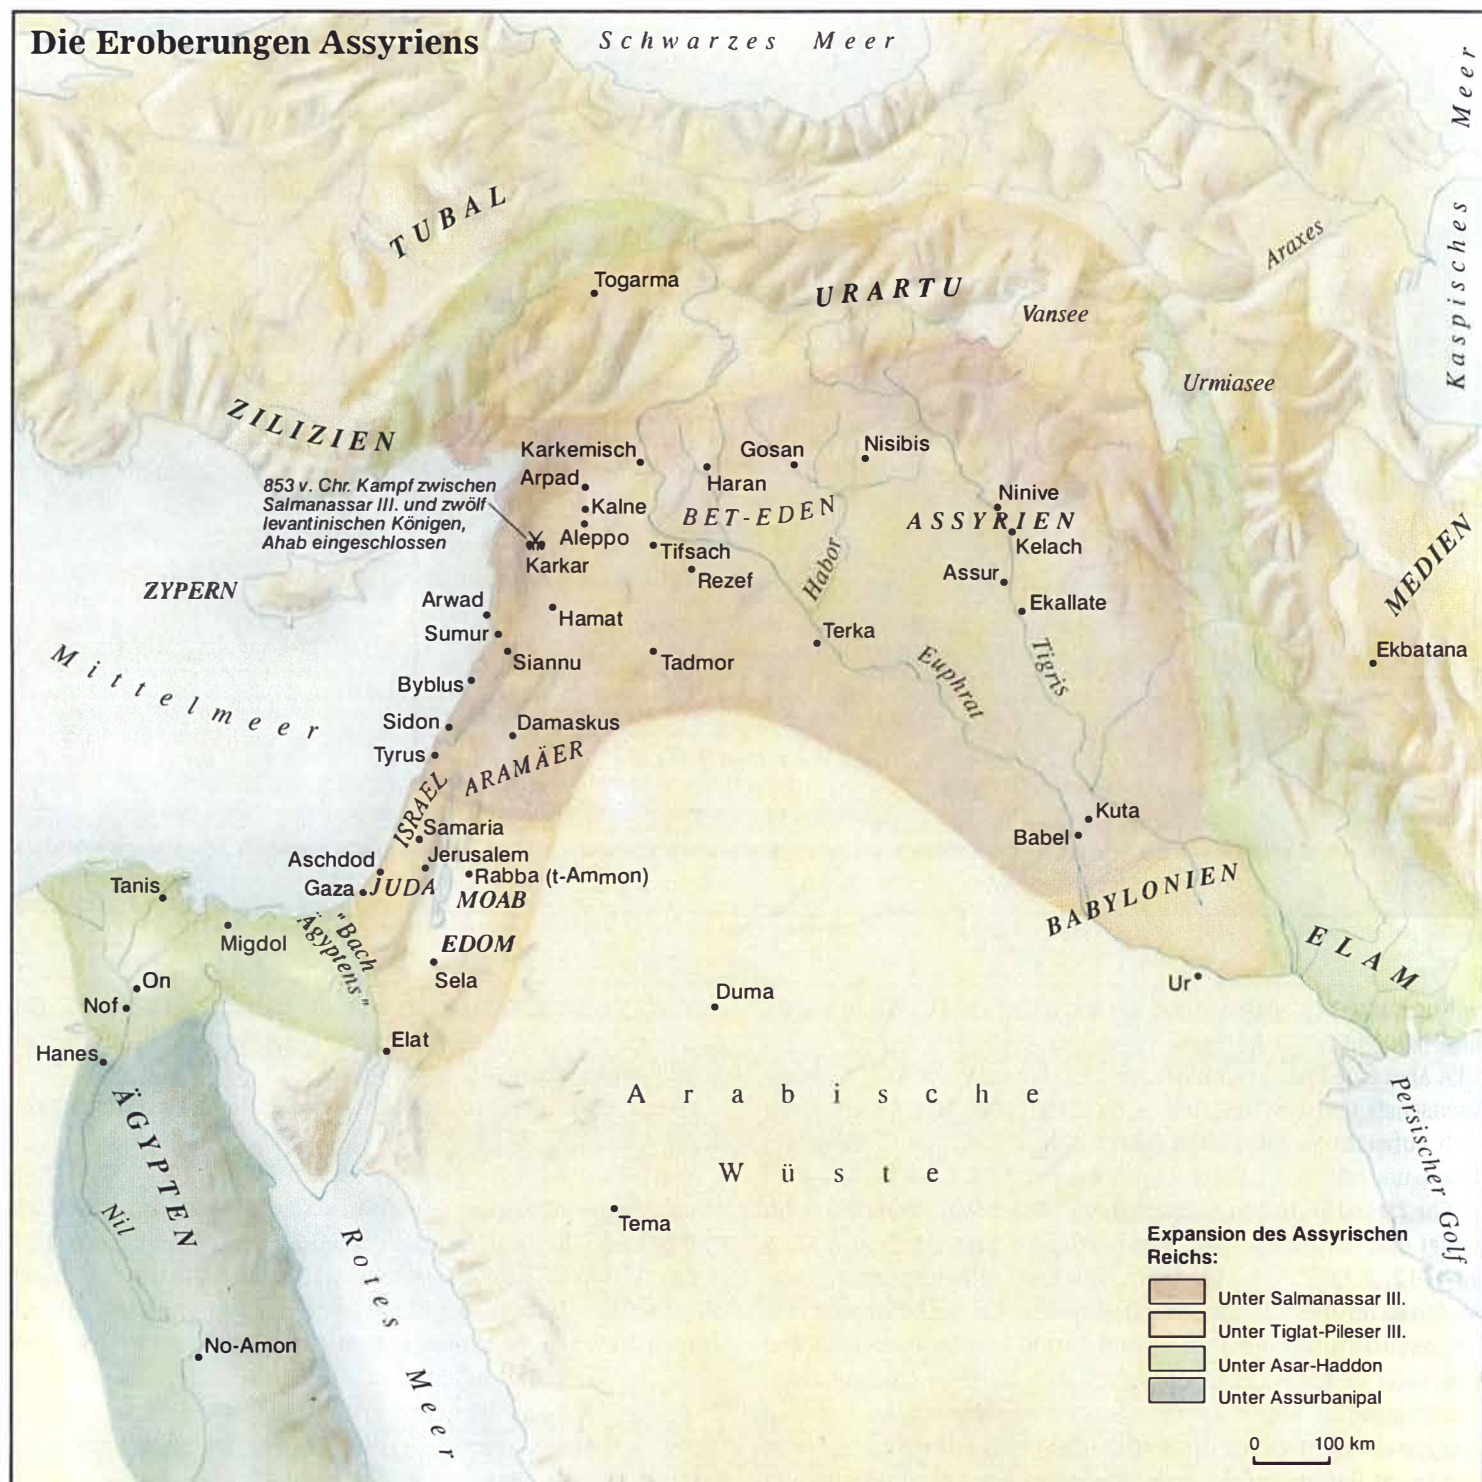 Die Eroberungen Assyriens
Schwarzes Meer
Kaspisches Meer
TUBAL
Araxes
Togarma
URARTU
Vansee
Urmiasee
ZILIZIEN
Karkemisch
Gosan
Nisibis
Arpad
Haran
853 v. Chr. Kampf zwischen
Salmanassar III. und zwölf
levantinischen Königen,
Ahab eingeschlossen
Kalne
BET-EDEN
Ninive
ASSYRIEN
Aleppo
Tifsach
Kelach
Karkar
Rezef
Habor
Assur
MEDIEN
ZYPERN
Arwad
Hamat
Ekallate
Sumur
Terka
Siannu
Tadmor
Euphrat
Tigris
Ekbatana
Mittelmeer
Byblus
Sidon
Damaskus
Tyrus
ARAMÄER
ISRAEL
Samaria
Kuta
Babel
Aschdod
Jerusalem
Gaza
JUDA
Rabba (t-Ammon)
MOAB
Tanis
BABYLONIEN
"Bach
Ägyptens"
Migdol
EDOM
ELAM
Sela
On
Nof
Ur
Duma
Elat
Hanes
ÄGYPTEN
Arabische
Wüste
Persischer Golf
Nil
Tema
Rotes Meer
No-Amon
Expansion des Assyrischen
Reichs:
Unter Salmanassar III.
Unter Tiglat-Pileser III.
Unter Asar-Haddon
Unter Assurbanipal
0 100 km